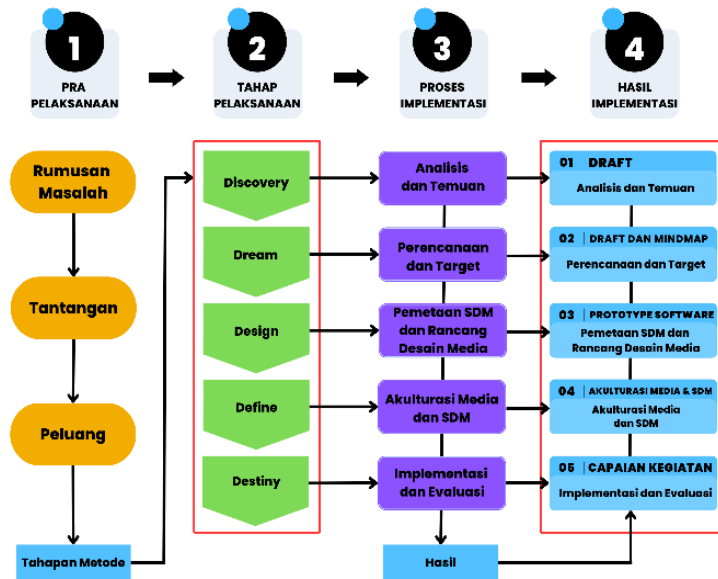 1
PRA
PELAKSANAAN
2
TAHAP
PELAKSANAAN
3
PROSES
IMPLEMENTASI
4
HASIL
IMPLEMENTASI
Rumusan
Masalah
Tantangan
Peluang
Tahapan Metode
Discovery
Dream
Design
Define
Destiny
Analisis
dan Temuan
Perencanaan
dan Target
Pemetaan SDM
dan Rancang
Desain Media
Akulturasi Media
dan SDM
Implementasi
dan Evaluasi
Hasil
01 DRAFT
Analisis dan Temuan
02 | DRAFT DAN MINDMAP
Perencanaan dan Target
03 | PROTOTYPE SOFTWARE
Pemetaan SDM dan
Rancang Desain Media
04 | AKULTURASI MEDIA & SDM
Akulturasi Media
dan SDM
05 | CAPAIAN KEGIATAN
Implementasi dan Evaluasi